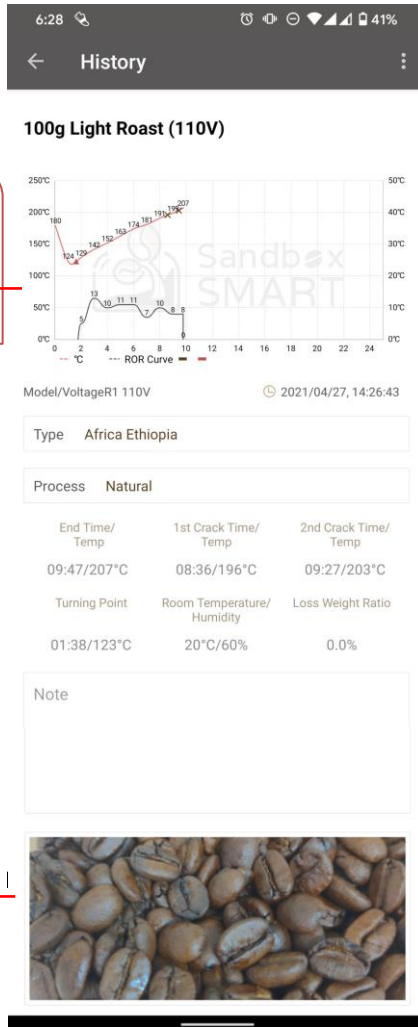 6:28 41%
History
100g Light Roast (110V)
250℃ 50℃
200℃ 40℃
150℃ 30℃
100℃ 20℃
50℃ 10℃
0℃ 0℃
180 124 129 142 152 163 174 181 191 199 207
5 13 10 11 11 7 10 8 8 0
Sandbox
SMART
0 2 4 6 8 10 12 14 16 18 20 22 24
℃ ROR Curve
Model/VoltageR1 110V 2021/04/27, 14:26:43
Type Africa Ethiopia
Process Natural
End Time/ 1st Crack Time/ 2nd Crack Time/
Temp Temp Temp
09:47/207°C 08:36/196°C 09:27/203°C
Turning Point Room Temperature/ Loss Weight Ratio
Humidity
01:38/123°C 20°C/60% 0.0%
Note